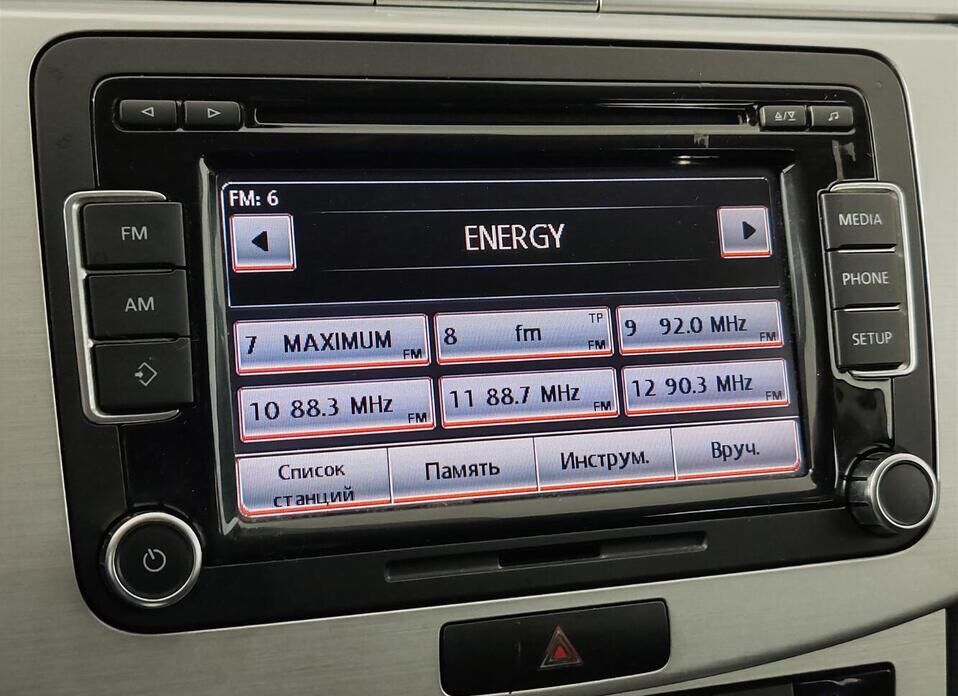 FM: 6
ENERGY
FM
MEDIA
AM
PHONE
SETUP
7 MAXIMUM FM
8 fm TP FM
9 92.0 MHz FM
10 88.3 MHz FM
11 88.7 MHz FM
12 90.3 MHz FM
Список
станций
Память
Инструм.
Вруч.